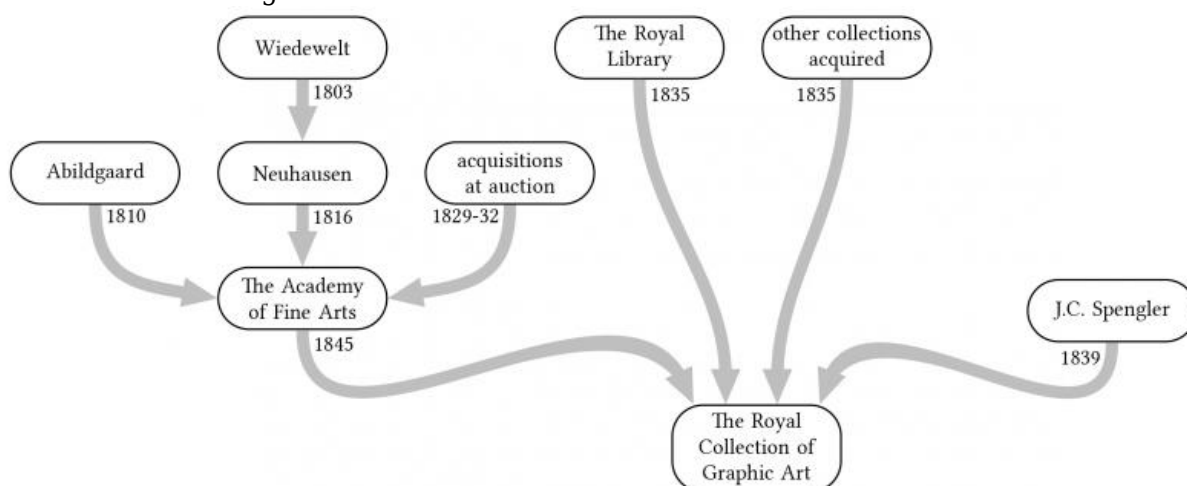 Wiedewelt
1803
The Royal
Library
1835
other collections
acquired
1835
Abildgaard
1810
Neuhausen
1816
acquisitions
at auction
1829-32
The Academy
of Fine Arts
1845
J.C. Spengler
1839
The Royal
Collection of
Graphic Art